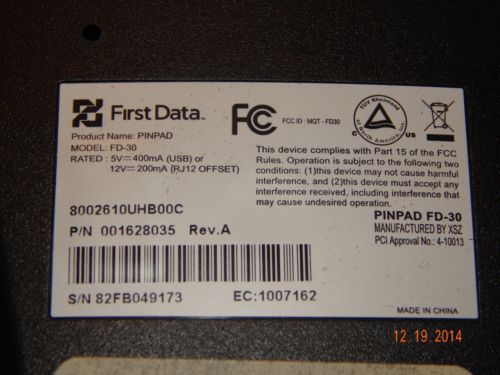 First Data™
FC
FCC ID : MQT - FD30
TÜV Rheinland
of North America, Inc.
C
US
Product Name: PINPAD
MODEL: FD-30
RATED : 5V⎓400mA (USB) or
12V⎓200mA (RJ12 OFFSET)
This device complies with Part 15 of the FCC
Rules. Operation is subject to the following two
conditions: (1)this device may not cause harmful
interference, and (2)this device must accept any
interference received, including interference that
may cause undesired operation.
8002610UHB00C
P/N 001628035 Rev.A
PINPAD FD-30
MANUFACTURED BY XSZ
PCI Approval No.: 4-10013
S/N 82FB049173 EC:1007162
MADE IN CHINA
12.19.2014